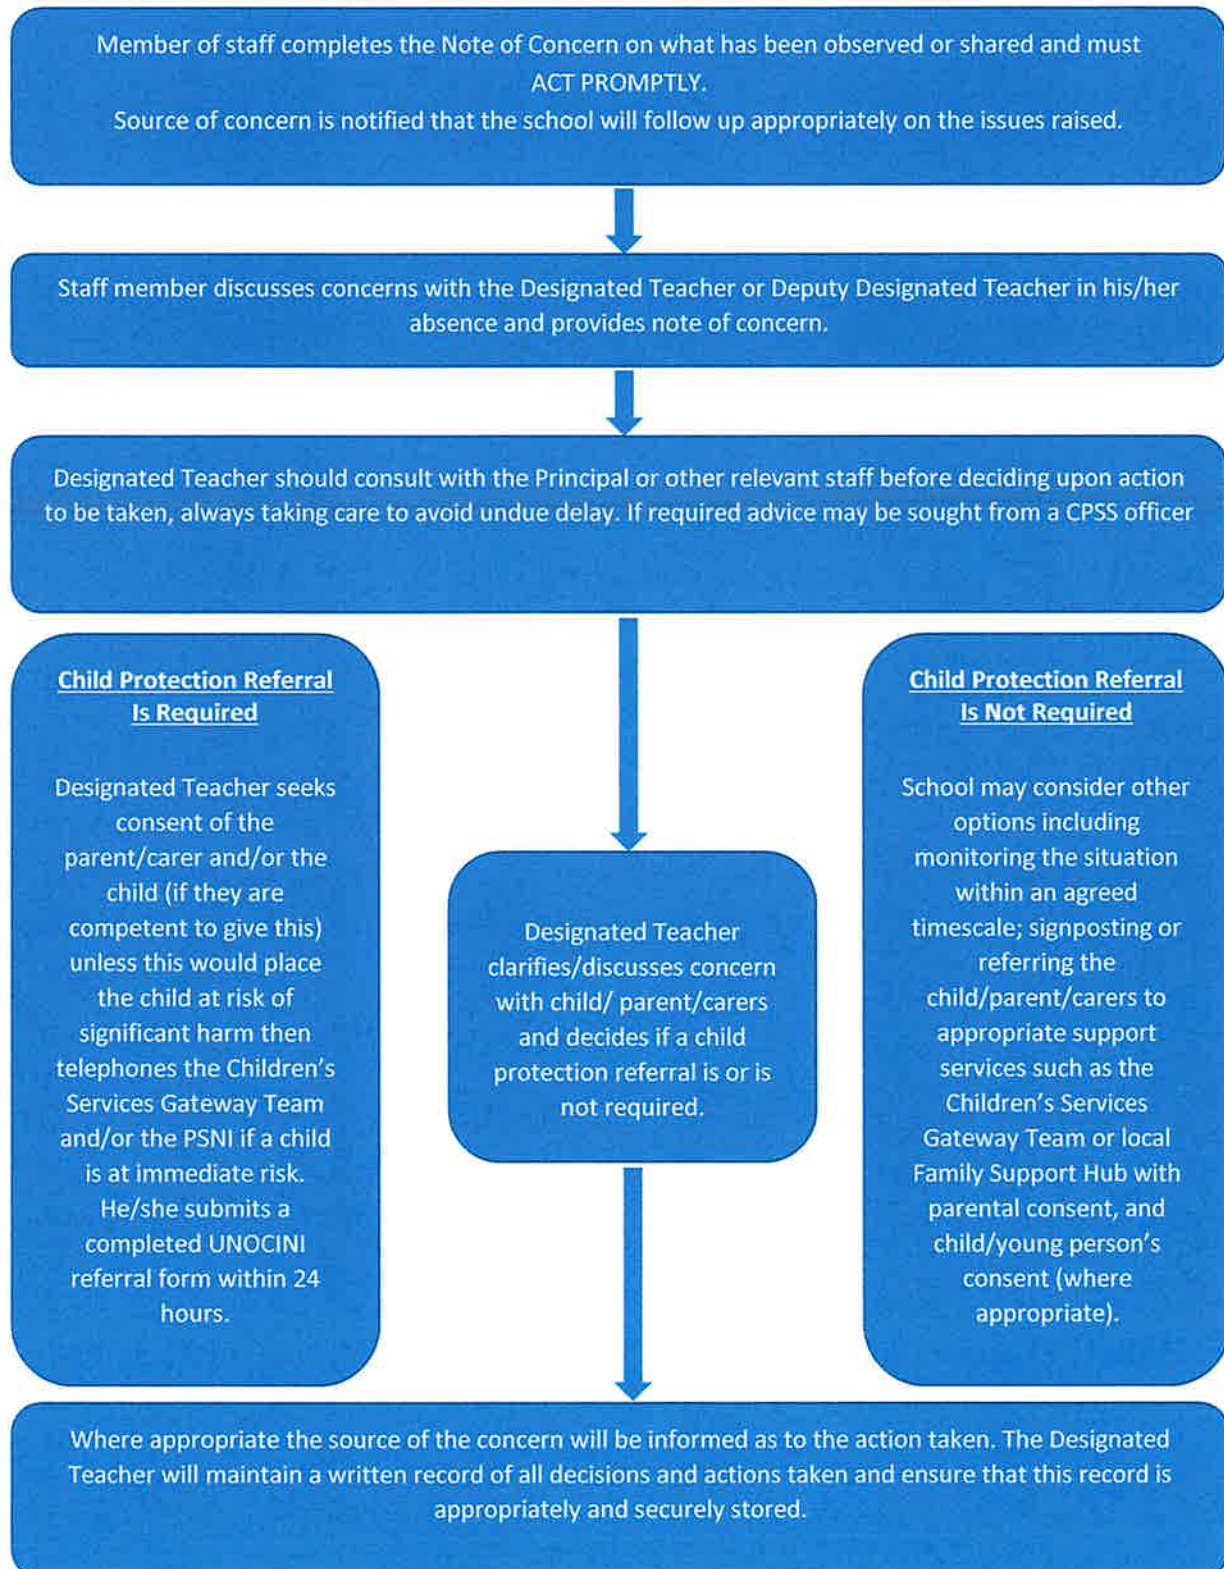 Member of staff completes the Note of Concern on what has been observed or shared and must
ACT PROMPTLY.
Source of concern is notified that the school will follow up appropriately on the issues raised.
Staff member discusses concerns with the Designated Teacher or Deputy Designated Teacher in his/her
absence and provides note of concern.
Designated Teacher should consult with the Principal or other relevant staff before deciding upon action
to be taken, always taking care to avoid undue delay. If required advice may be sought from a CPSS officer
Child Protection Referral
Is Required
Designated Teacher seeks
consent of the
parent/carer and/or the
child (if they are
competent to give this)
unless this would place
the child at risk of
significant harm then
telephones the Children's
Services Gateway Team
and/or the PSNI if a child
is at immediate risk.
He/she submits a
completed UNOCINI
referral form within 24
hours.
Designated Teacher
clarifies/discusses concern
with child/ parent/carers
and decides if a child
protection referral is or is
not required.
Child Protection Referral
Is Not Required
School may consider other
options including
monitoring the situation
within an agreed
timescale; signposting or
referring the
child/parent/carers to
appropriate support
services such as the
Children's Services
Gateway Team or local
Family Support Hub with
parental consent, and
child/young person's
consent (where
appropriate).
Where appropriate the source of the concern will be informed as to the action taken. The Designated
Teacher will maintain a written record of all decisions and actions taken and ensure that this record is
appropriately and securely stored.